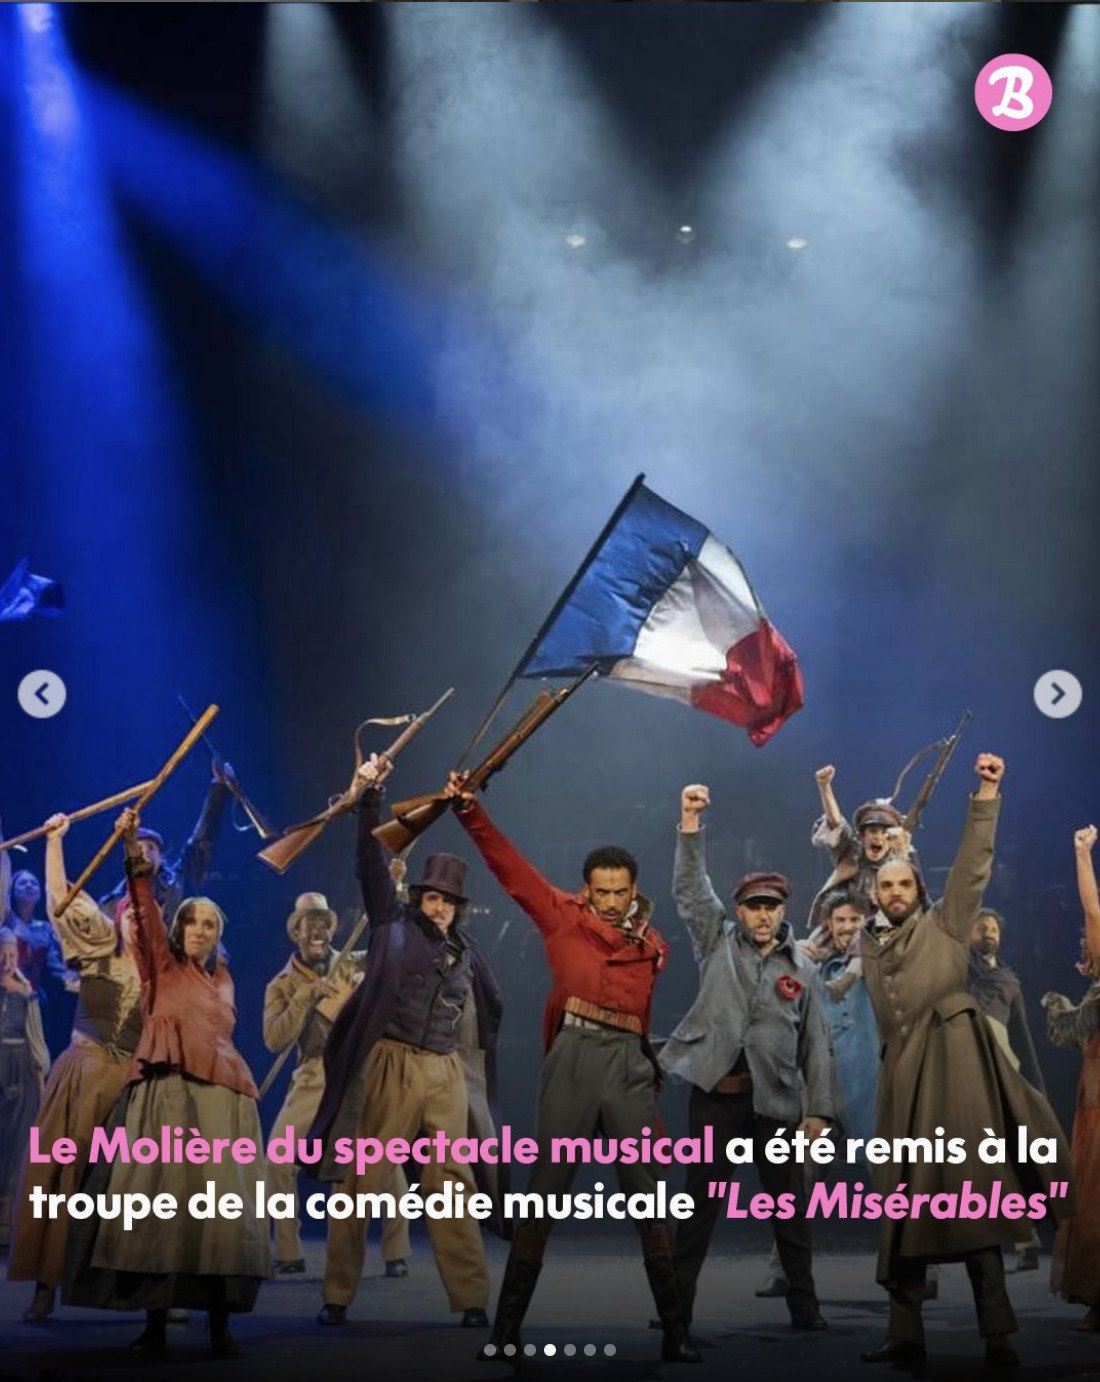 B
Le Molière du spectacle musical a été remis à la
troupe de la comédie musicale "Les Misérables"